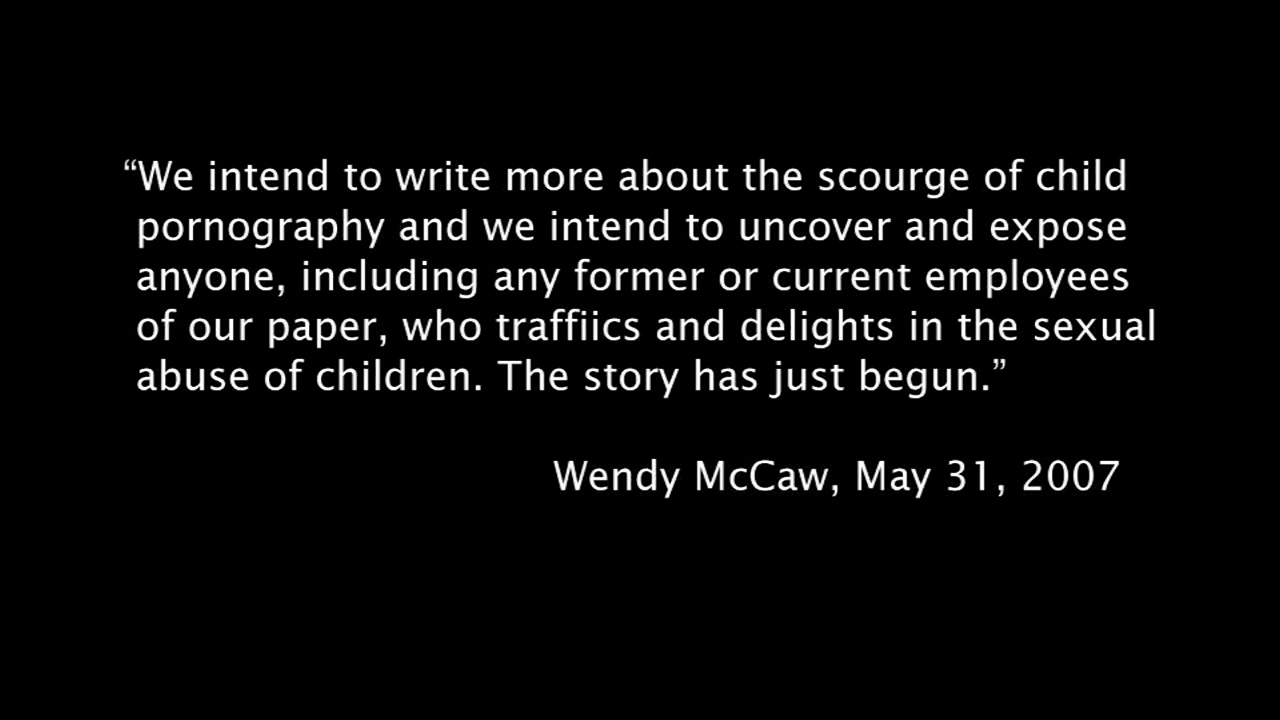 “We intend to write more about the scourge of child
pornography and we intend to uncover and expose
anyone, including any former or current employees
of our paper, who traffiics and delights in the sexual
abuse of children. The story has just begun.”
Wendy McCaw, May 31, 2007